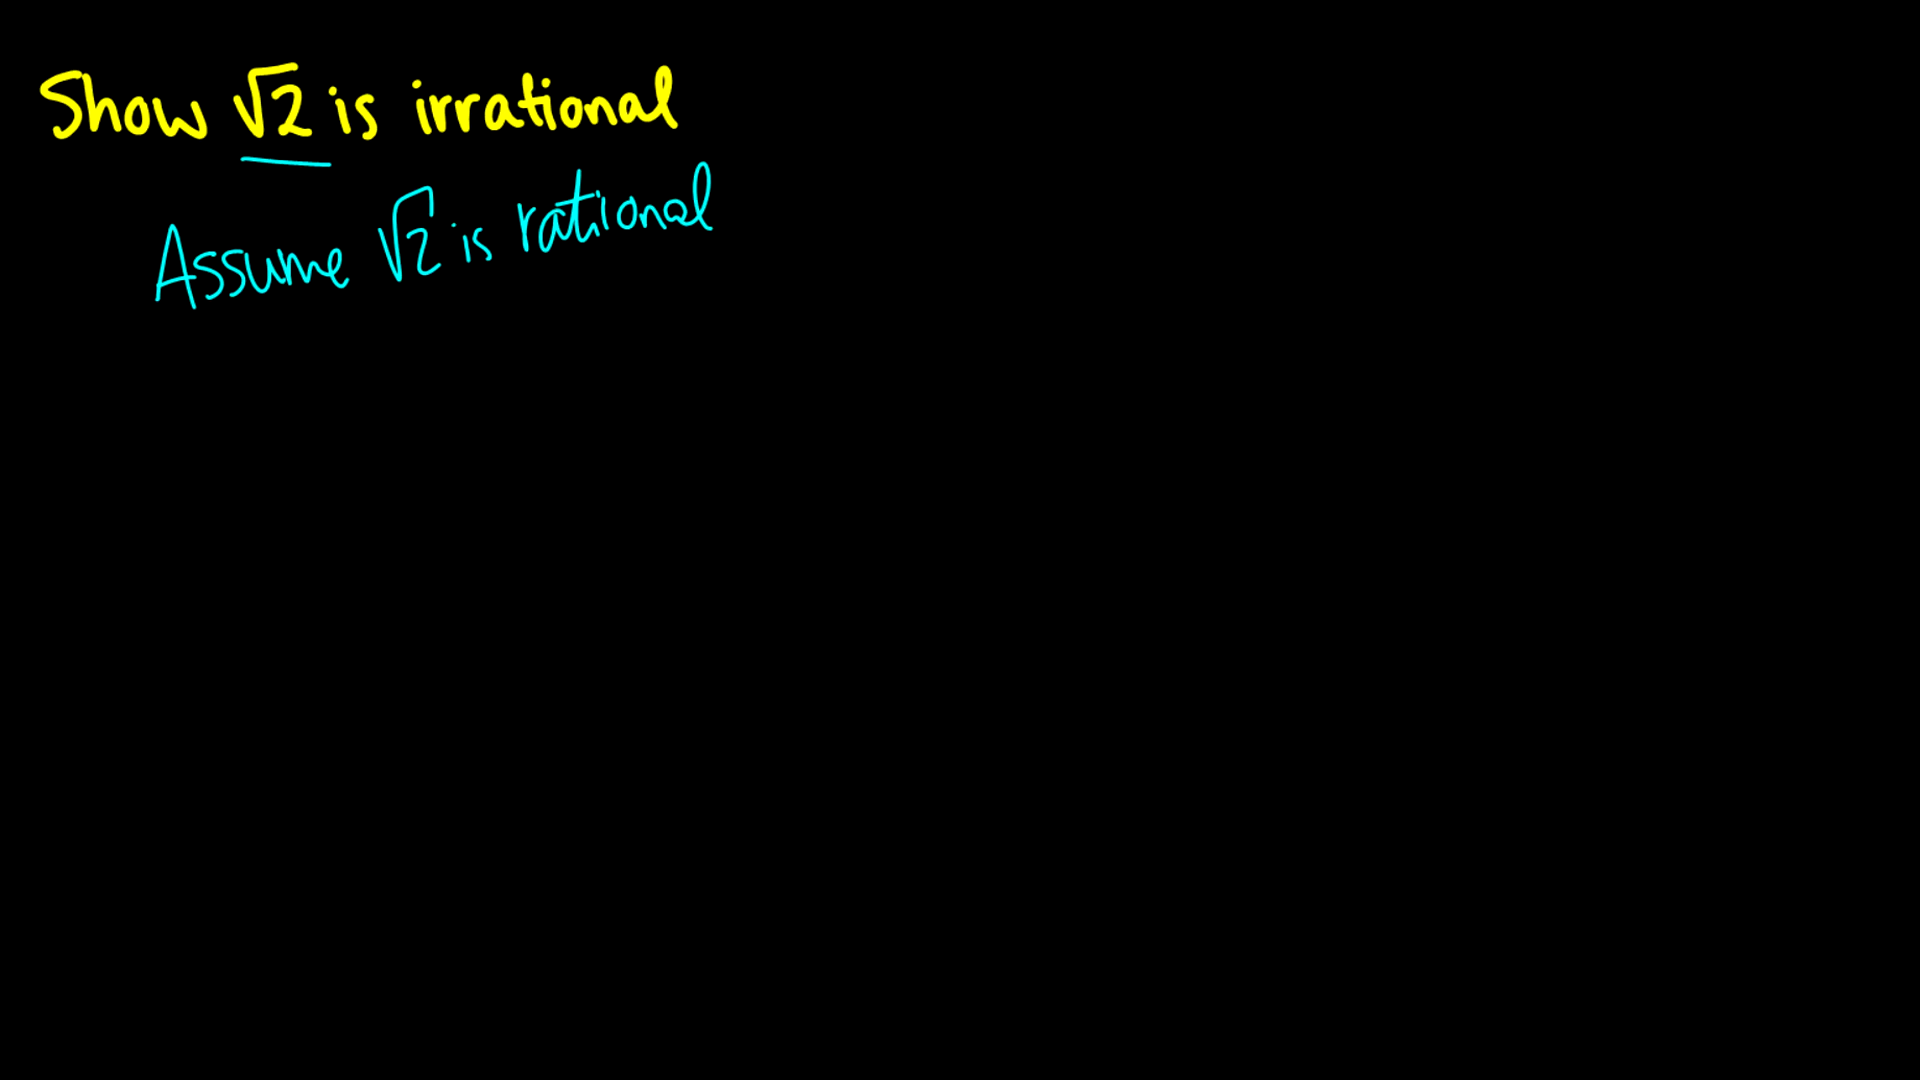 Show √2 is irrational
Assume √2 is rational